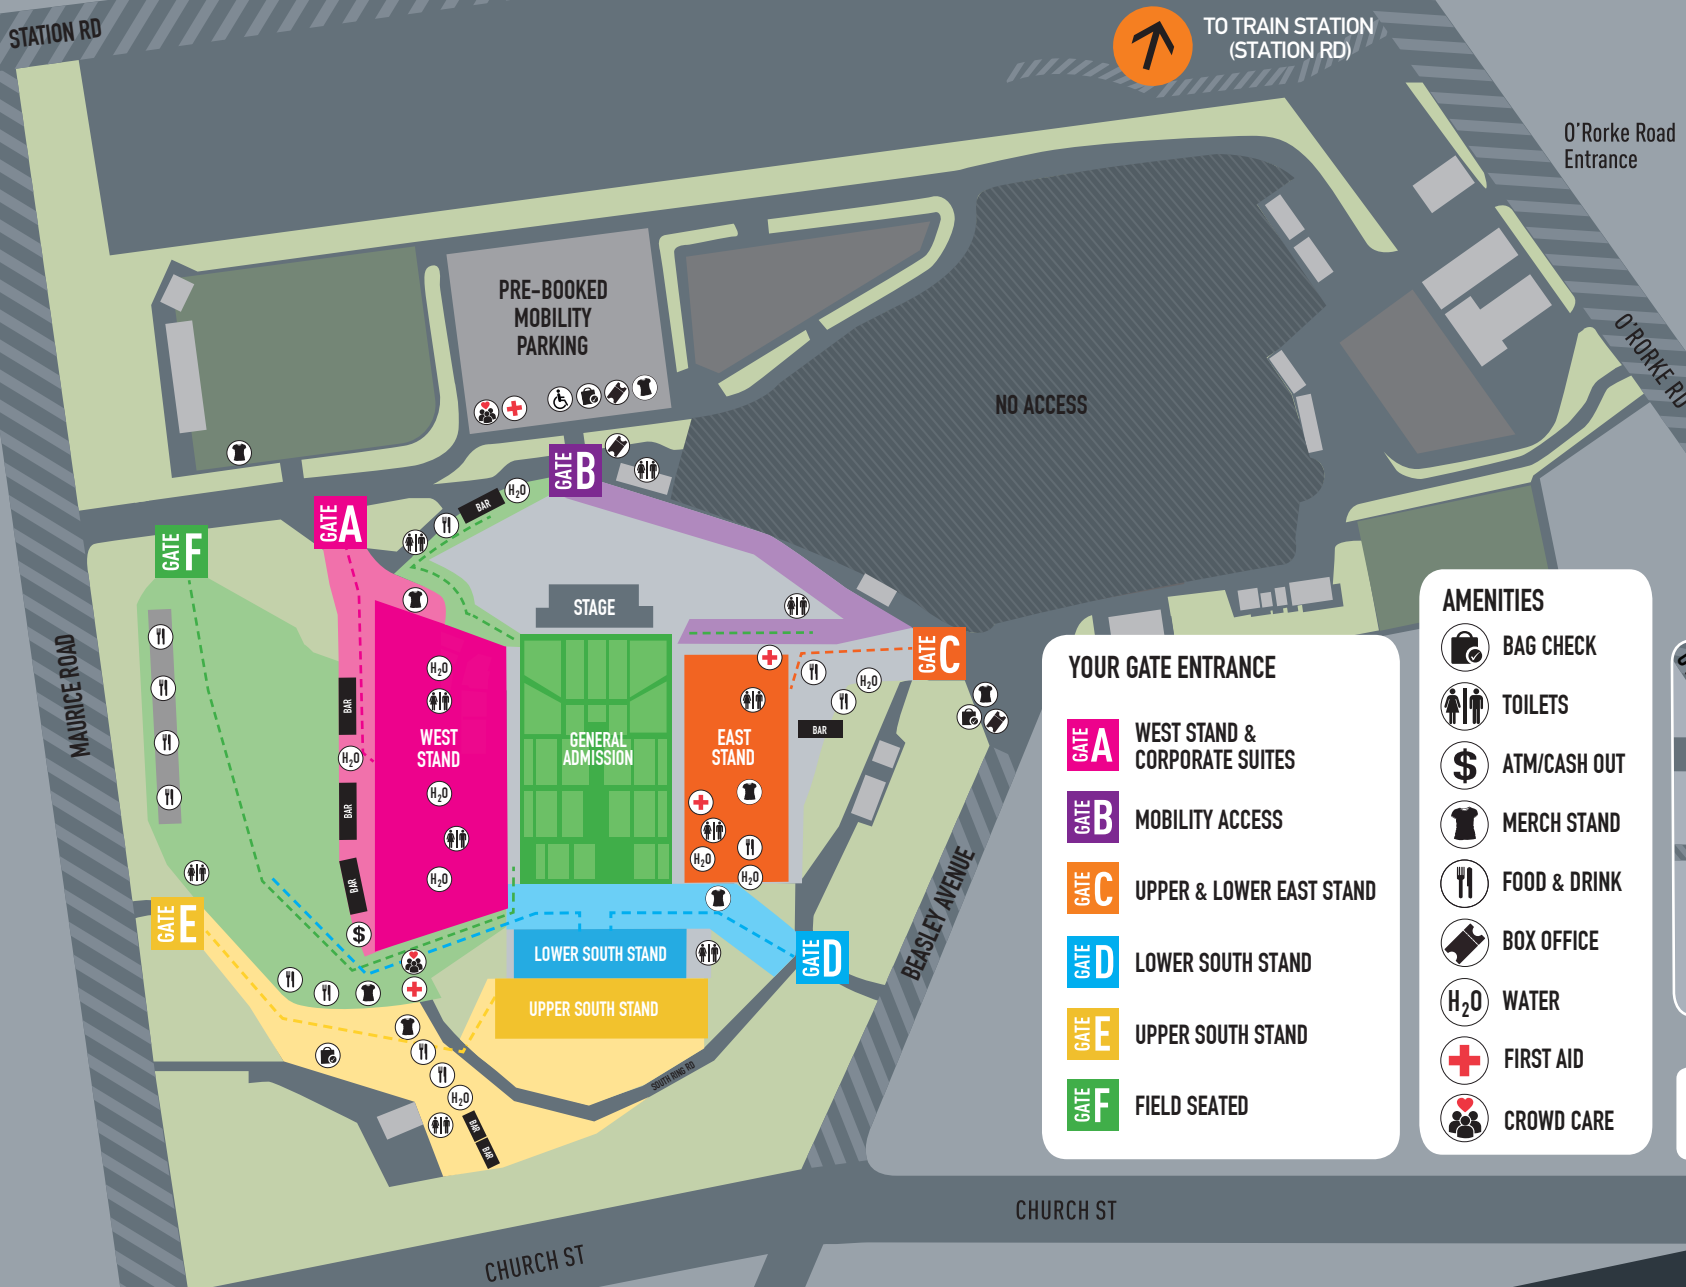 STATION RD
TO TRAIN STATION
(STATION RD)
O'Rorke Road
Entrance
O'RORKE RD
PRE-BOOKED
MOBILITY
PARKING
NO ACCESS
GATE B
H2O
BAR
GATE A
GATE F
STAGE
GATE C
MAURICE ROAD
H2O
BAR
WEST
STAND
GENERAL
ADMISSION
EAST
STAND
H2O
BAR
H2O
H2O
BAR
H2O
H2O
H2O
BAR
$
GATE E
LOWER SOUTH STAND
GATE D
BEASLEY AVENUE
UPPER SOUTH STAND
SOUTH RING RD
H2O
BAR
BAR
CHURCH ST
CHURCH ST
YOUR GATE ENTRANCE
GATE A
WEST STAND &
CORPORATE SUITES
GATE B
MOBILITY ACCESS
GATE C
UPPER & LOWER EAST STAND
GATE D
LOWER SOUTH STAND
GATE E
UPPER SOUTH STAND
GATE F
FIELD SEATED
AMENITIES
BAG CHECK
TOILETS
$ ATM/CASH OUT
MERCH STAND
FOOD & DRINK
BOX OFFICE
H2O WATER
FIRST AID
CROWD CARE